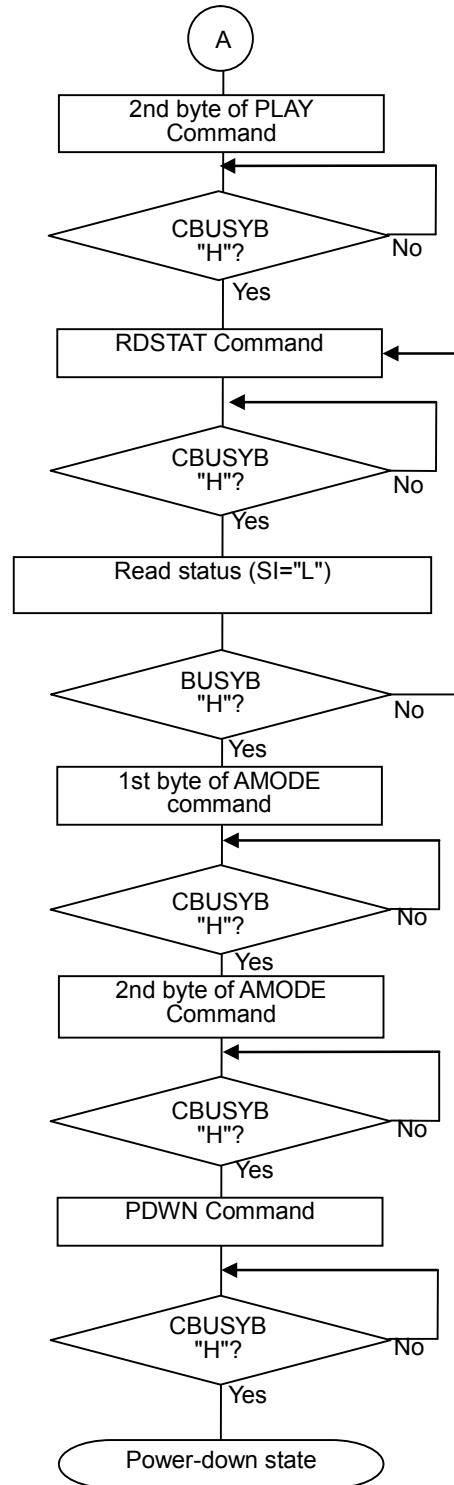 A
2nd byte of PLAY
Command
CBUSYB
"H"?
No
Yes
RDSTAT Command
CBUSYB
"H"?
No
Yes
Read status (SI="L")
BUSYB
"H"?
No
Yes
1st byte of AMODE
command
CBUSYB
"H"?
No
Yes
2nd byte of AMODE
Command
CBUSYB
"H"?
No
Yes
PDWN Command
CBUSYB
"H"?
No
Yes
Power-down state